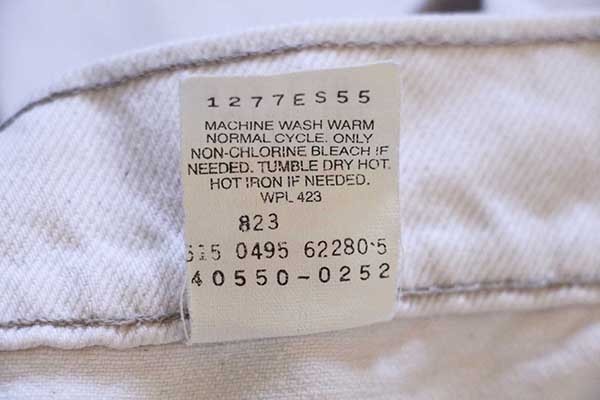 1277ES55
MACHINE WASH WARM
NORMAL CYCLE. ONLY
NON-CHLORINE BLEACH IF
NEEDED. TUMBLE DRY HOT.
HOT IRON IF NEEDED.
WPL 423
823
515 0495 62280·5
40550-0252